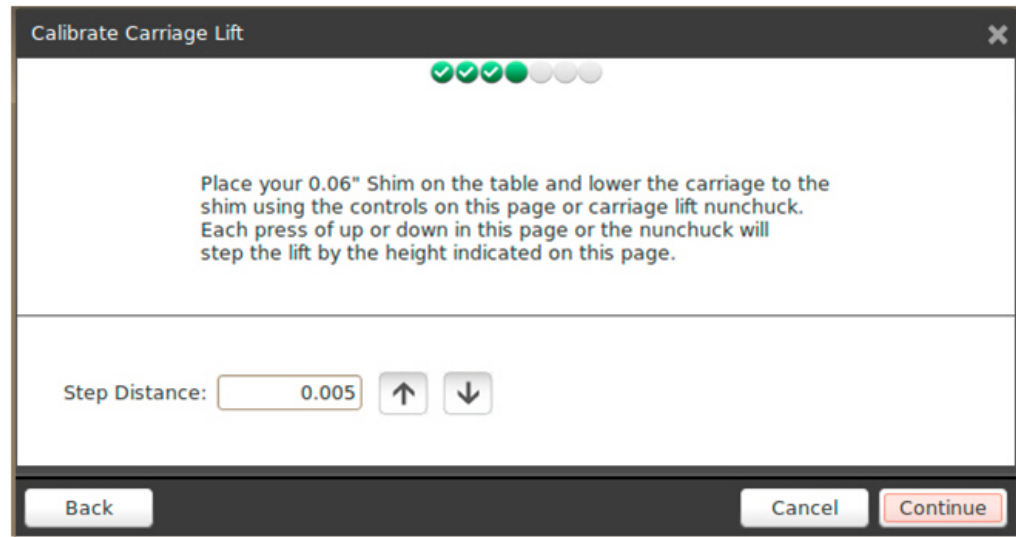 Calibrate Carriage Lift
Place your 0.06" Shim on the table and lower the carriage to the
shim using the controls on this page or carriage lift nunchuck.
Each press of up or down in this page or the nunchuck will
step the lift by the height indicated on this page.
Step Distance: 0.005
Back Cancel Continue